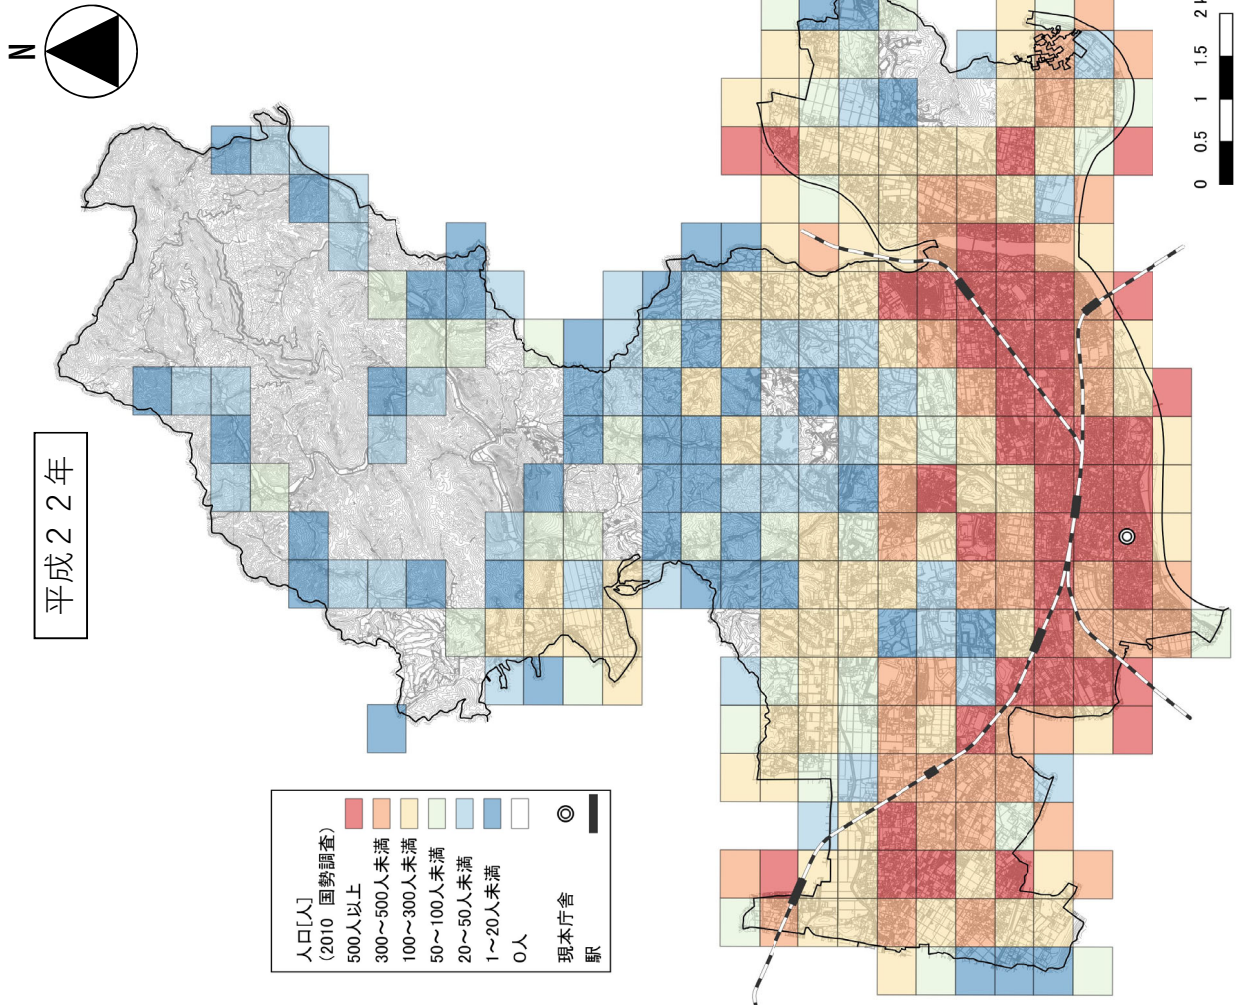 N
平成２２年
人口[人]
(2010 国勢調査)
500人以上
300～500人未満
100～300人未満
50～100人未満
20～50人未満
1～20人未満
0人
現本庁舎
駅
0 0.5 1 1.5 2